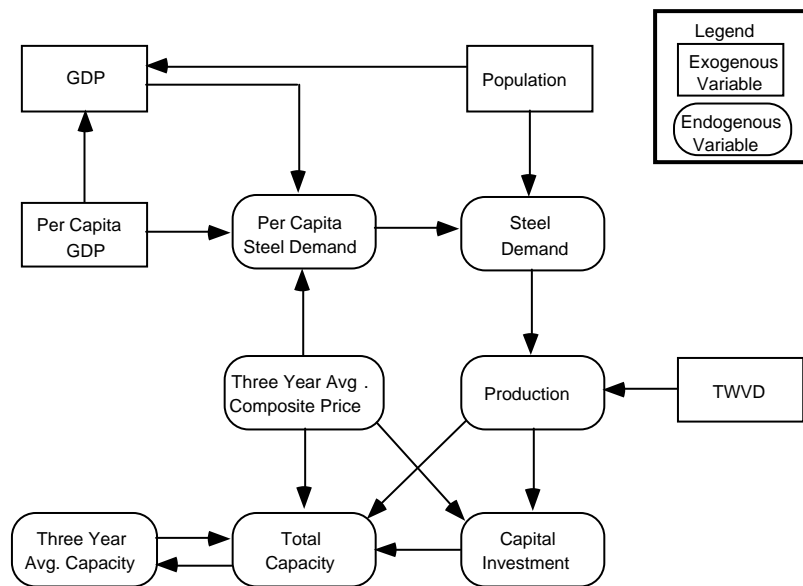 Legend
GDP
Population
Exogenous
Variable
Endogenous
Variable
Per Capita
GDP
Per Capita
Steel Demand
Steel
Demand
Three Year Avg .
Composite Price
Production
TWVD
Three Year
Avg. Capacity
Total
Capacity
Capital
Investment